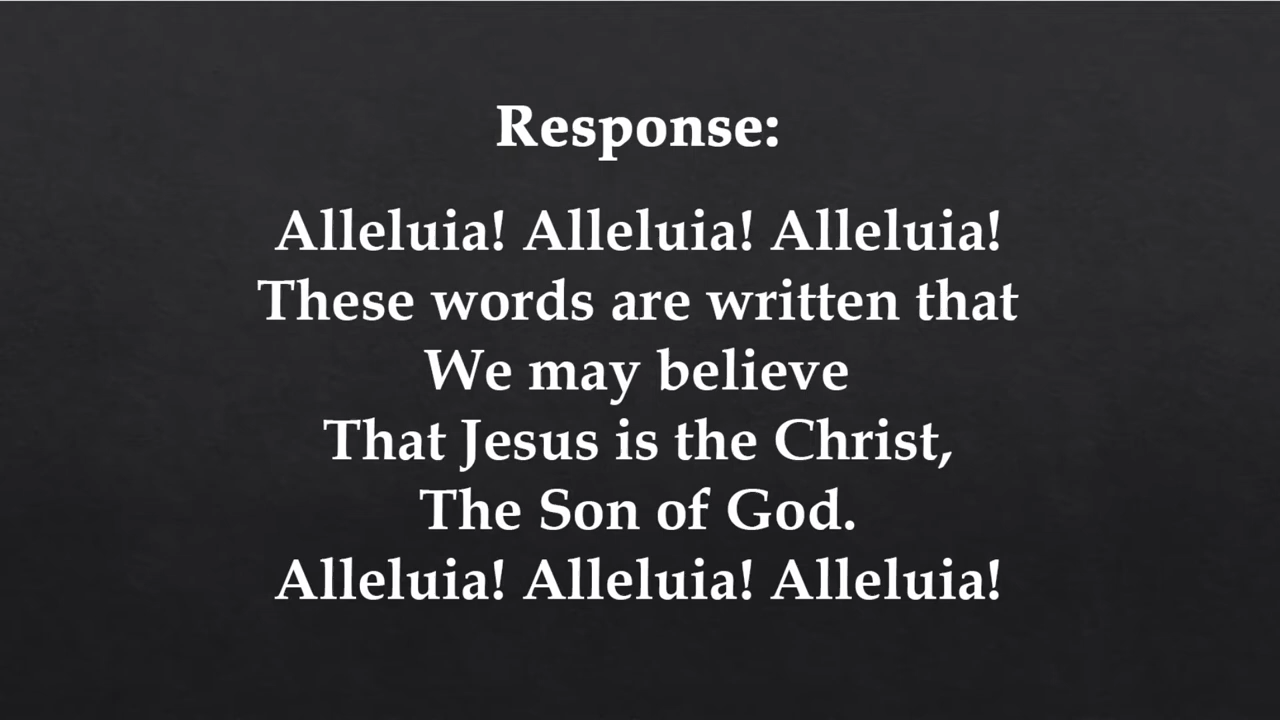 Response:
Alleluia! Alleluia! Alleluia!
These words are written that
We may believe
That Jesus is the Christ,
The Son of God.
Alleluia! Alleluia! Alleluia!